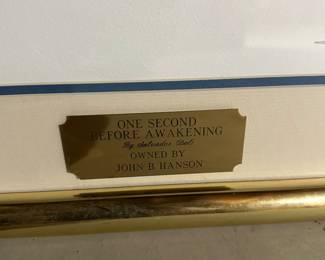 ONE SECOND
BEFORE AWAKENING
By Salvador Dali
OWNED BY
JOHN B. HANSON